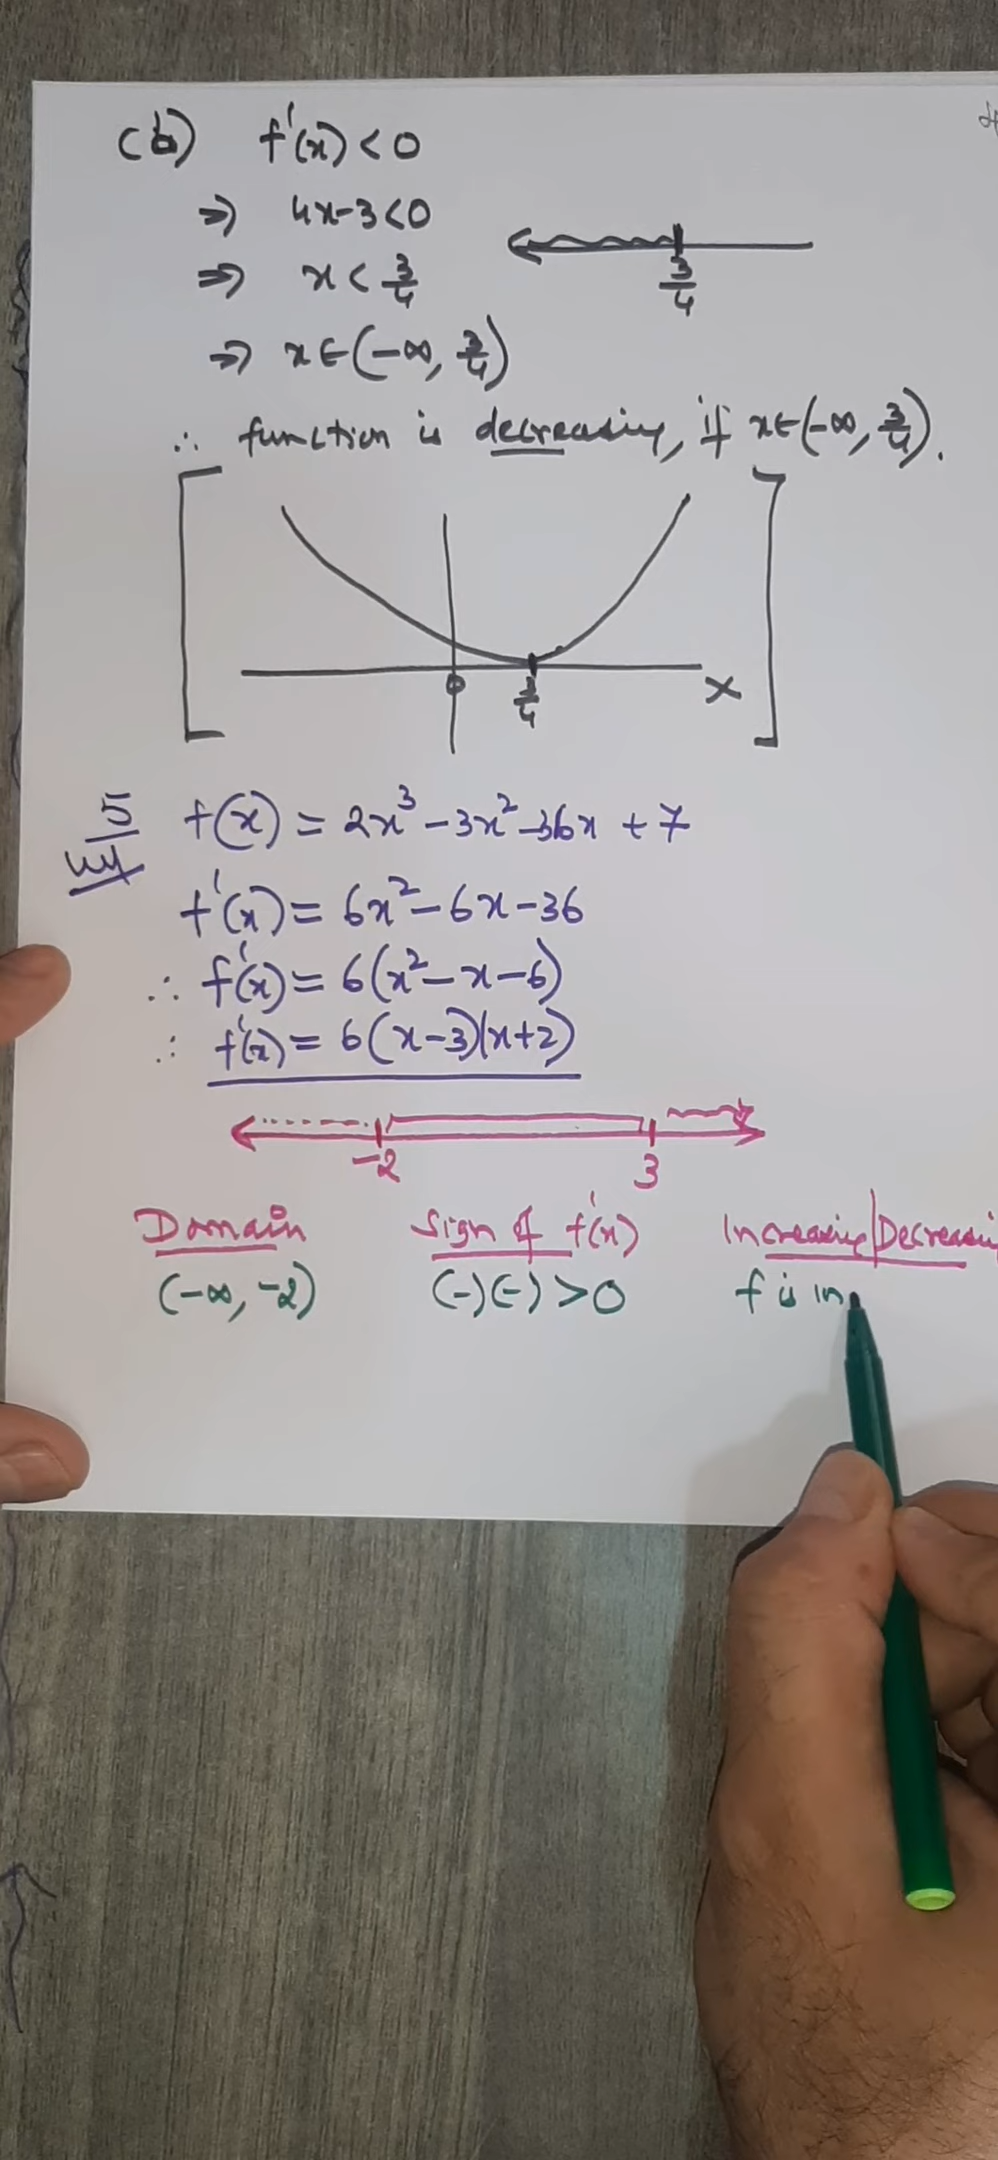 (b) f'(x) < 0
⇒ 4x-3<0
⇒ x < 3/4
3/4
⇒ x ∈ (-∞, 3/4)
∴ function is decreasing, if x ∈ (-∞, 3/4).
0 3/4 X
5 f(x) = 2x³ - 3x² - 36x + 7
f'(x) = 6x² - 6x - 36
∴ f'(x) = 6(x² - x - 6)
∴ f'(x) = 6(x-3)(x+2)
-2 3
Domain Sign of f'(x) Increasing/Decreasin
(-∞, -2) (-)(-) > 0 f is in